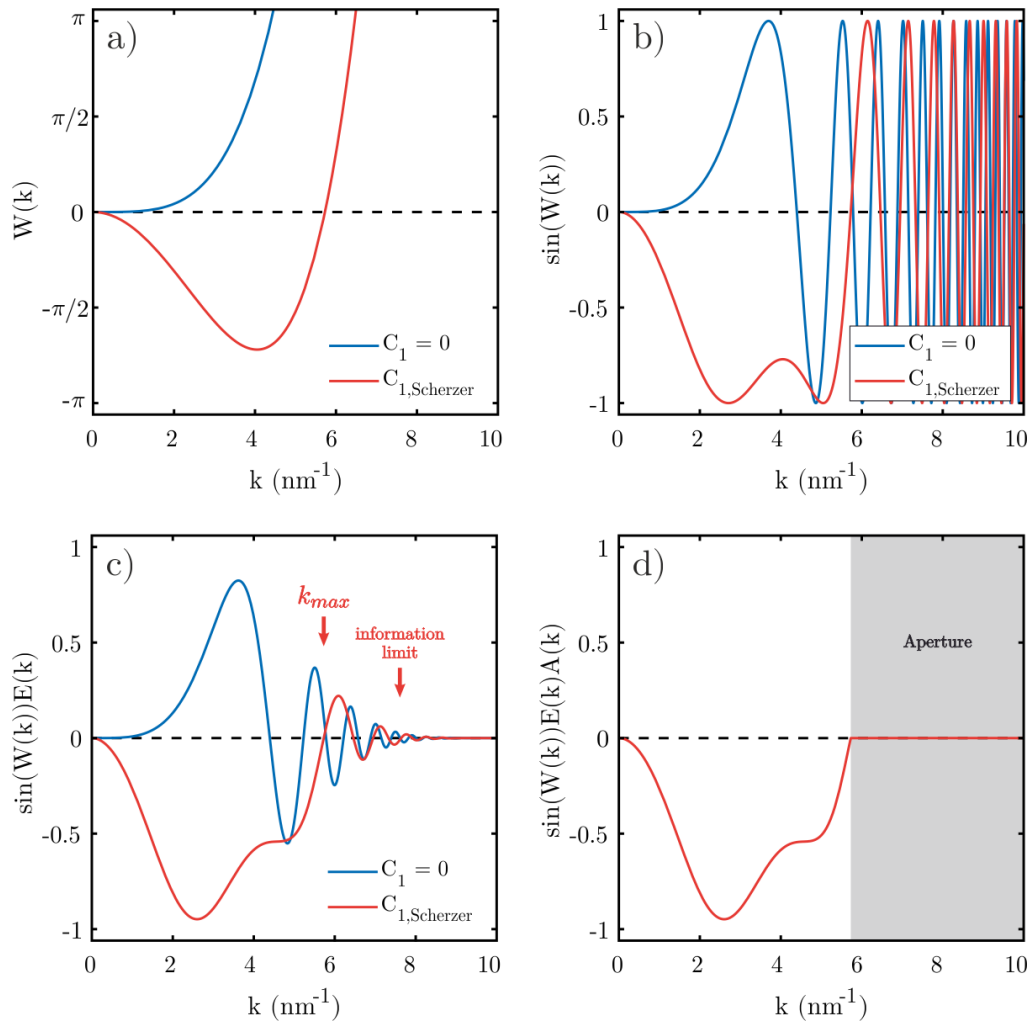 a)
π
π/2
0
-π/2
-π
W(k)
C1 = 0
C1,Scherzer
0 2 4 6 8 10
k (nm-1)
b)
1
0.5
0
-0.5
-1
sin(W(k))
C1 = 0
C1,Scherzer
0 2 4 6 8 10
k (nm-1)
c)
1
0.5
0
-0.5
-1
sin(W(k))E(k)
kmax
information
limit
C1 = 0
C1,Scherzer
0 2 4 6 8 10
k (nm-1)
d)
1
0.5
0
-0.5
-1
sin(W(k))E(k)A(k)
Aperture
0 2 4 6 8 10
k (nm-1)